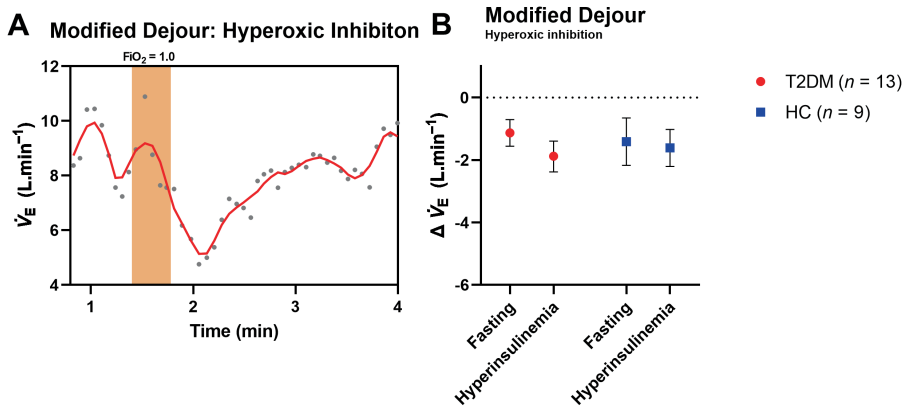 A
Modified Dejour: Hyperoxic Inhibiton
FiO₂ = 1.0
12
10
8
6
4
V̇E (L.min⁻¹)
1
2
3
4
Time (min)
B
Modified Dejour
Hyperoxic inhibition
0
-2
-4
-6
Δ V̇E (L.min⁻¹)
Fasting
Hyperinsulinemia
Fasting
Hyperinsulinemia
T2DM (n = 13)
HC (n = 9)